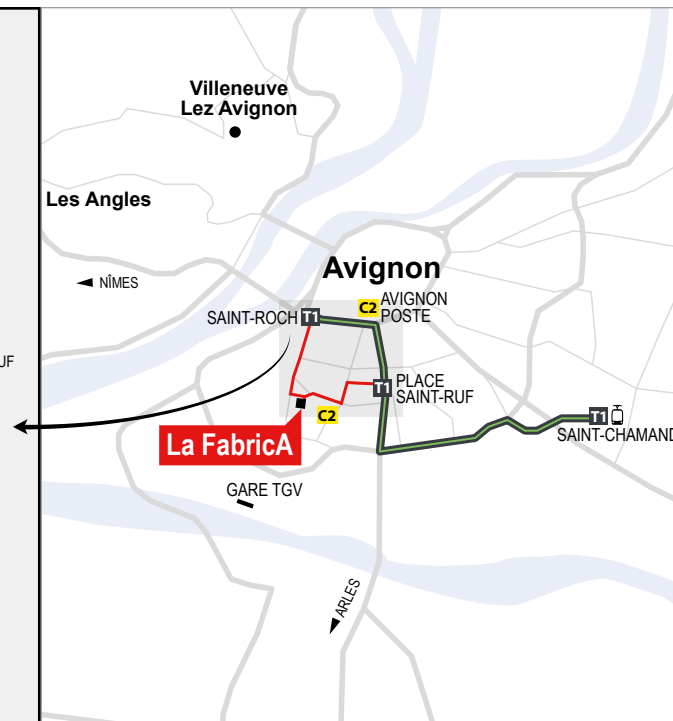 Villeneuve
Lez Avignon
Les Angles
NÎMES
Avignon
C2
AVIGNON
POSTE
SAINT-ROCH
T1
UF
T1
PLACE
SAINT-RUF
C2
T1
SAINT-CHAMAND
La FabricA
GARE TGV
ARLES